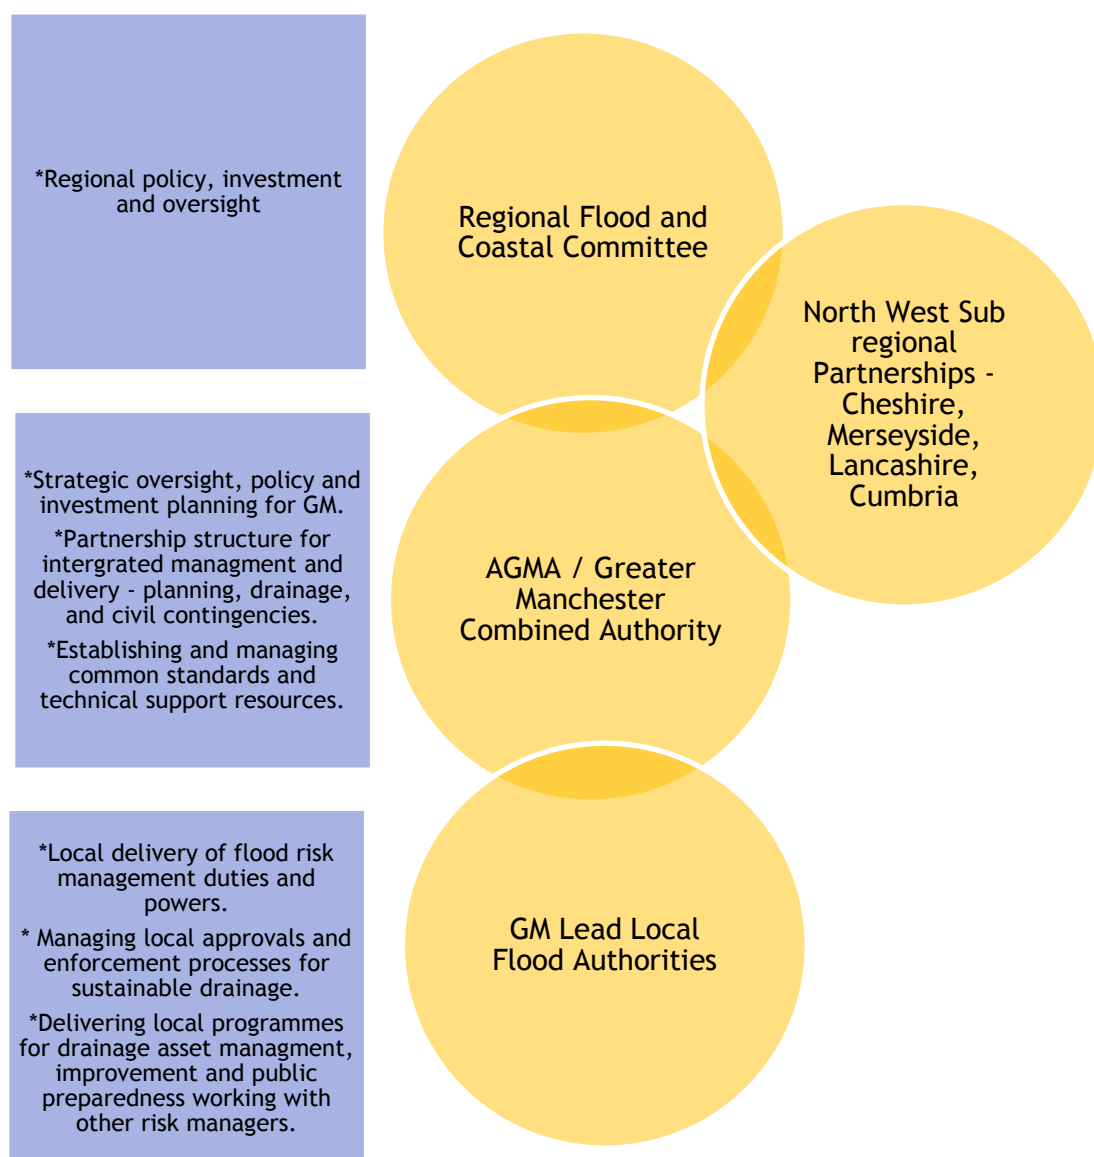 *Regional policy, investment
and oversight
Regional Flood and
Coastal Committee
North West Sub
regional
Partnerships -
Cheshire,
Merseyside,
Lancashire,
Cumbria
*Strategic oversight, policy and
investment planning for GM.
*Partnership structure for
intergrated managment and
delivery - planning, drainage,
and civil contingencies.
*Establishing and managing
common standards and
technical support resources.
AGMA / Greater
Manchester
Combined Authority
*Local delivery of flood risk
management duties and
powers.
* Managing local approvals and
enforcement processes for
sustainable drainage.
*Delivering local programmes
for drainage asset managment,
improvement and public
preparedness working with
other risk managers.
GM Lead Local
Flood Authorities